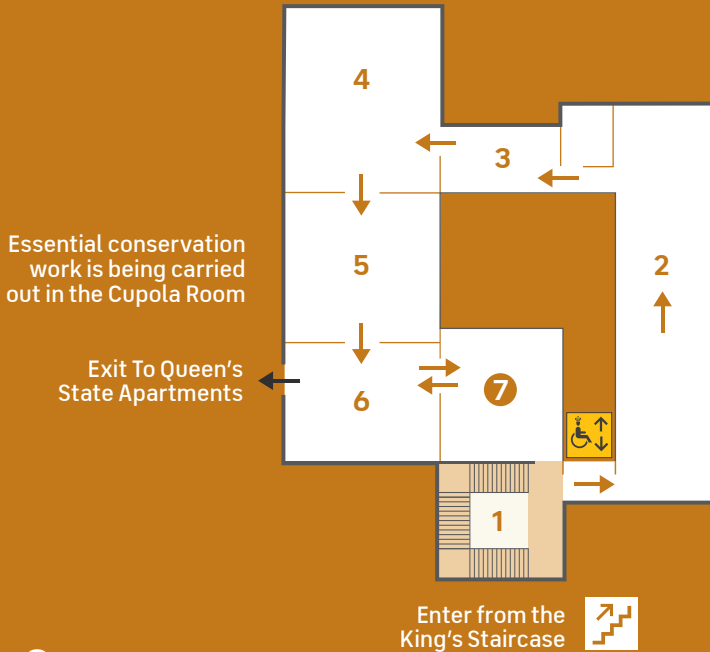 4
3
Essential conservation
work is being carried
out in the Cupola Room
5
2
Exit To Queen's
State Apartments
6
7
1
Enter from the
King's Staircase